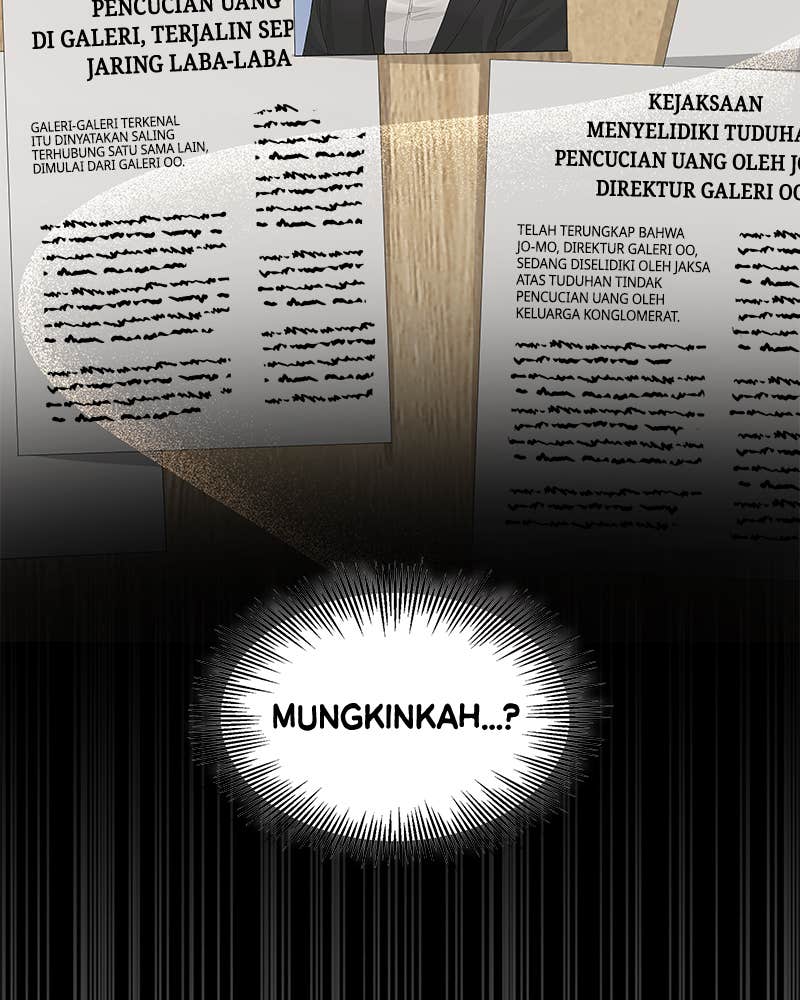 PENCUCIAN UANG
DI GALERI, TERJALIN SEP
JARING LABA-LABA
GALERI-GALERI TERKENAL
ITU DINYATAKAN SALING
TERHUBUNG SATU SAMA LAIN,
DIMULAI DARI GALERI OO.
KEJAKSAAN
MENYELIDIKI TUDUHA
PENCUCIAN UANG OLEH JO
DIREKTUR GALERI OO
TELAH TERUNGKAP BAHWA
JO-MO, DIREKTUR GALERI OO,
SEDANG DISELIDIKI OLEH JAKSA
ATAS TUDUHAN TINDAK
PENCUCIAN UANG OLEH
KELUARGA KONGLOMERAT.
MUNGKINKAH...?